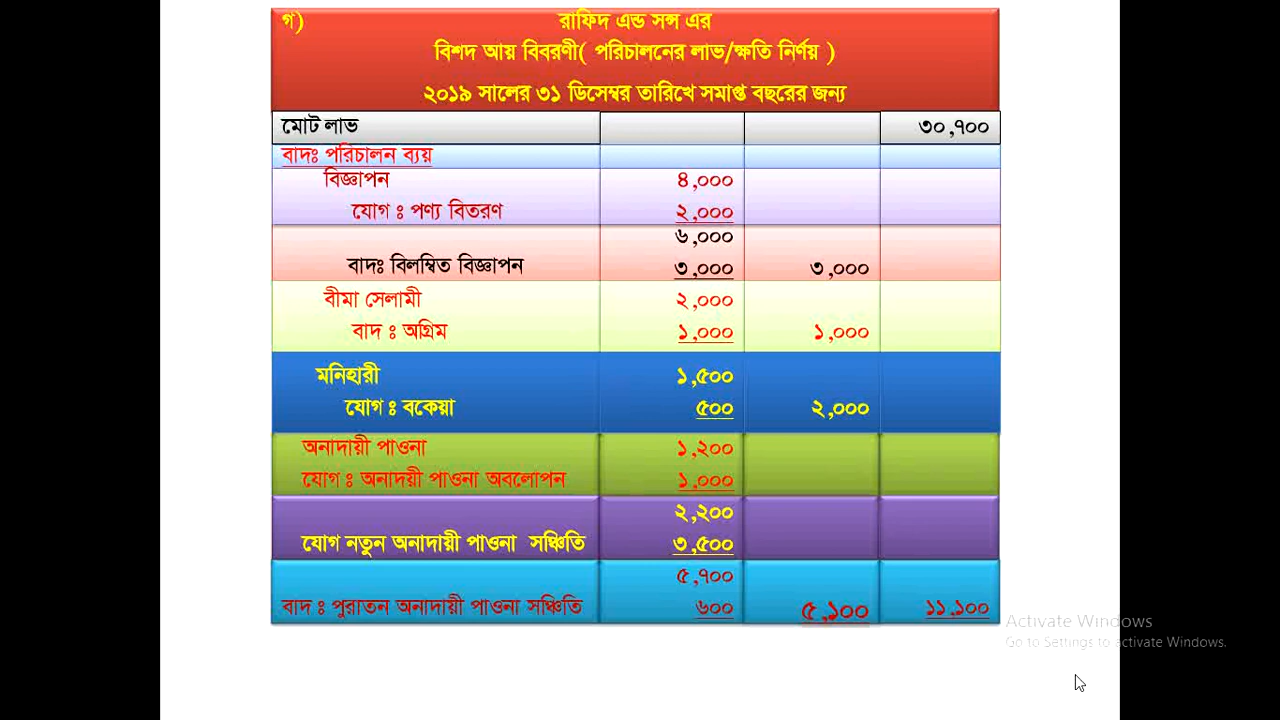 গ) রাফিদ এন্ড সন্স এর
বিশদ আয় বিবরণী( পরিচালনের লাভ/ক্ষতি নির্ণয় )
২০১৯ সালের ৩১ ডিসেম্বর তারিখে সমাপ্ত বছরের জন্য
মোট লাভ ৩০,৭০০
বাদঃ পরিচালন ব্যয়
বিজ্ঞাপন ৪,০০০
যোগ : পণ্য বিতরণ ২,০০০
৬,০০০
বাদঃ বিলম্বিত বিজ্ঞাপন ৩,০০০ ৩,০০০
বীমা সেলামী ২,০০০
বাদ : অগ্রিম ১,০০০ ১,০০০
মনিহারী ১,৫০০
যোগ : বকেয়া ৫০০ ২,০০০
অনাদায়ী পাওনা ১,২০০
যোগ : অনাদয়ী পাওনা অবলোপন ১,০০০
২,২০০
যোগ নতুন অনাদায়ী পাওনা সঞ্চিতি ৩,৫০০
৫,৭০০
বাদ : পুরাতন অনাদায়ী পাওনা সঞ্চিতি ৬০০ ৫,১০০ ১১,১০০
Activate Windows
Go to Settings to activate Windows.